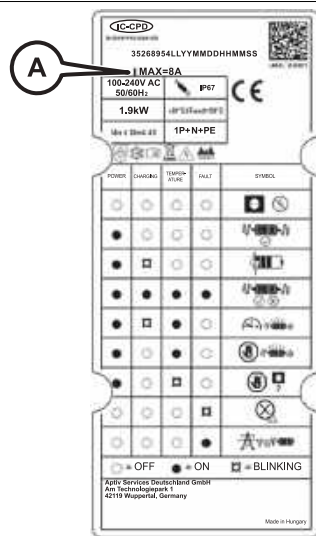 IC-CPD
35268954LLYYMMDDHHMMSS
A
I MAX=8A
100-240V AC
50/60Hz
IP67
1.9kW
1P+N+PE
POWER
CHARGING
TEMPER-
ATURE
FAULT
SYMBOL
= OFF
= ON
= BLINKING
Aptiv Services Deutschland GmbH
Am Technologiepark 1
42119 Wuppertal, Germany
Made in Hungary